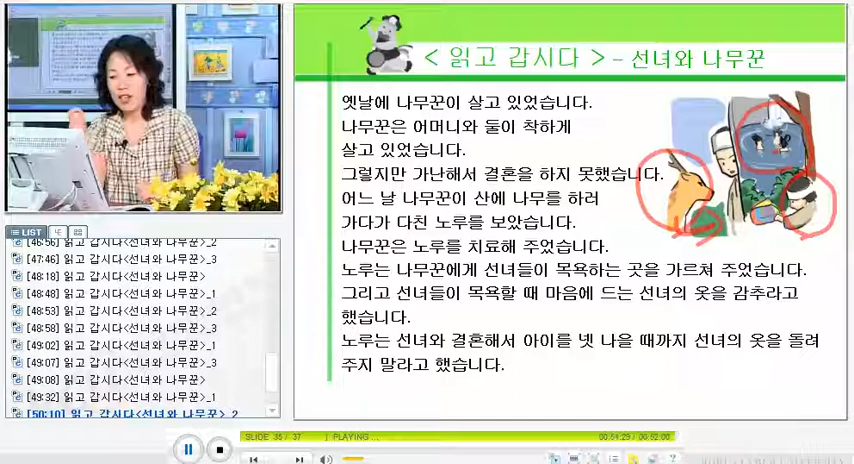 < 읽고 갑시다 > - 선녀와 나무꾼
옛날에 나무꾼이 살고 있었습니다.
나무꾼은 어머니와 둘이 착하게
살고 있었습니다.
그렇지만 가난해서 결혼을 하지 못했습니다.
어느 날 나무꾼이 산에 나무를 하러
가다가 다친 노루를 보았습니다.
나무꾼은 노루를 치료해 주었습니다.
노루는 나무꾼에게 선녀들이 목욕하는 곳을 가르쳐 주었습니다.
그리고 선녀들이 목욕할 때 마음에 드는 선녀의 옷을 감추라고
했습니다.
노루는 선녀와 결혼해서 아이를 넷 나을 때까지 선녀의 옷을 돌려
주지 말라고 했습니다.
LIST
[46:56] 읽고 갑시다<선녀와 나무꾼>_2
[47:46] 읽고 갑시다<선녀와 나무꾼>_3
[48:18] 읽고 갑시다<선녀와 나무꾼>
[48:48] 읽고 갑시다<선녀와 나무꾼>_1
[48:53] 읽고 갑시다<선녀와 나무꾼>_2
[48:58] 읽고 갑시다<선녀와 나무꾼>_3
[49:02] 읽고 갑시다<선녀와 나무꾼>_1
[49:07] 읽고 갑시다<선녀와 나무꾼>_3
[49:08] 읽고 갑시다<선녀와 나무꾼>
[49:32] 읽고 갑시다<선녀와 나무꾼>_1
[50:10] 읽고 갑시다<선녀와 나무꾼>_2
SLIDE 35 / 37 | PLAYING... 00:51:29 / 00:52:00